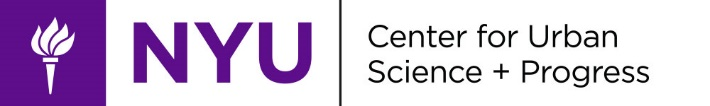 NYU
Center for Urban
Science + Progress